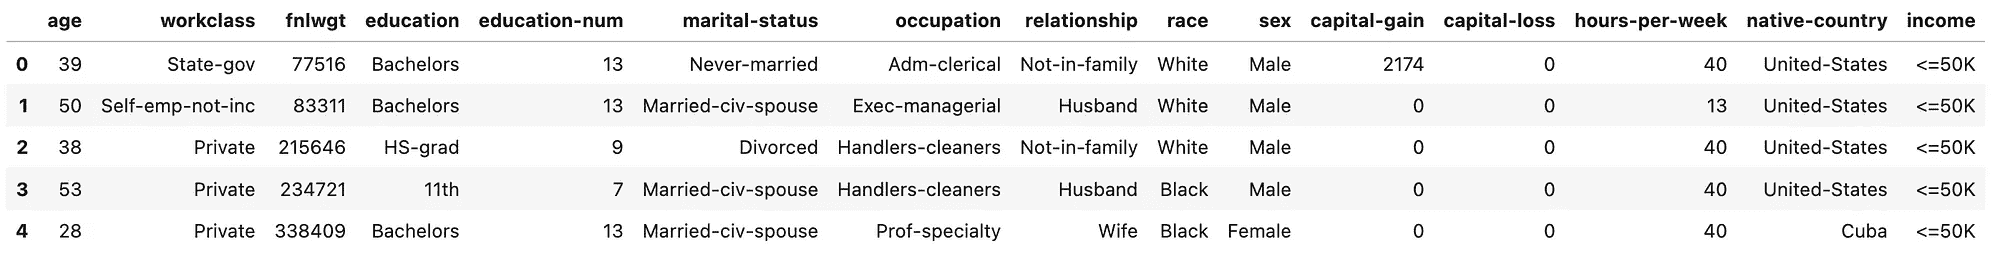 age workclass fnlwgt education education-num marital-status occupation relationship race sex capital-gain capital-loss hours-per-week native-country income
0 39 State-gov 77516 Bachelors 13 Never-married Adm-clerical Not-in-family White Male 2174 0 40 United-States <=50K
1 50 Self-emp-not-inc 83311 Bachelors 13 Married-civ-spouse Exec-managerial Husband White Male 0 0 13 United-States <=50K
2 38 Private 215646 HS-grad 9 Divorced Handlers-cleaners Not-in-family White Male 0 0 40 United-States <=50K
3 53 Private 234721 11th 7 Married-civ-spouse Handlers-cleaners Husband Black Male 0 0 40 United-States <=50K
4 28 Private 338409 Bachelors 13 Married-civ-spouse Prof-specialty Wife Black Female 0 0 40 Cuba <=50K